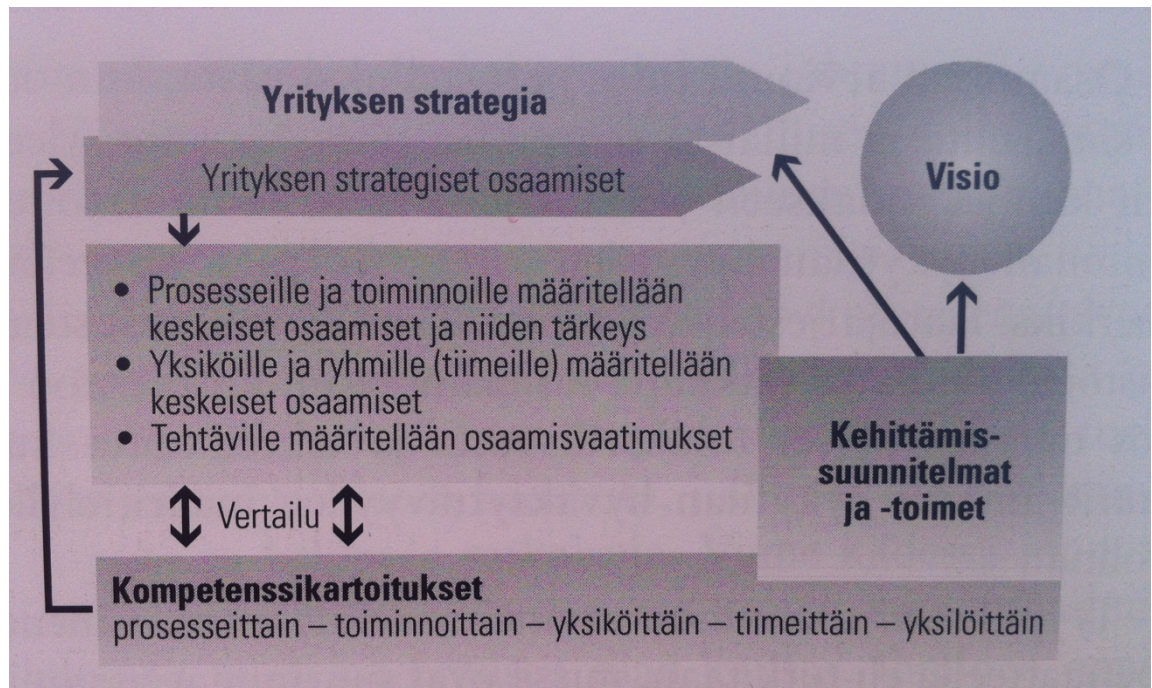 Yrityksen strategia
Yrityksen strategiset osaamiset
Visio
• Prosesseille ja toiminnoille määritellään
keskeiset osaamiset ja niiden tärkeys
• Yksiköille ja ryhmille (tiimeille) määritellään
keskeiset osaamiset
• Tehtäville määritellään osaamisvaatimukset
Kehittämis-
suunnitelmat
ja -toimet
Vertailu
Kompetenssikartoitukset
prosesseittain – toiminnoittain – yksiköittäin – tiimeittäin – yksilöittäin